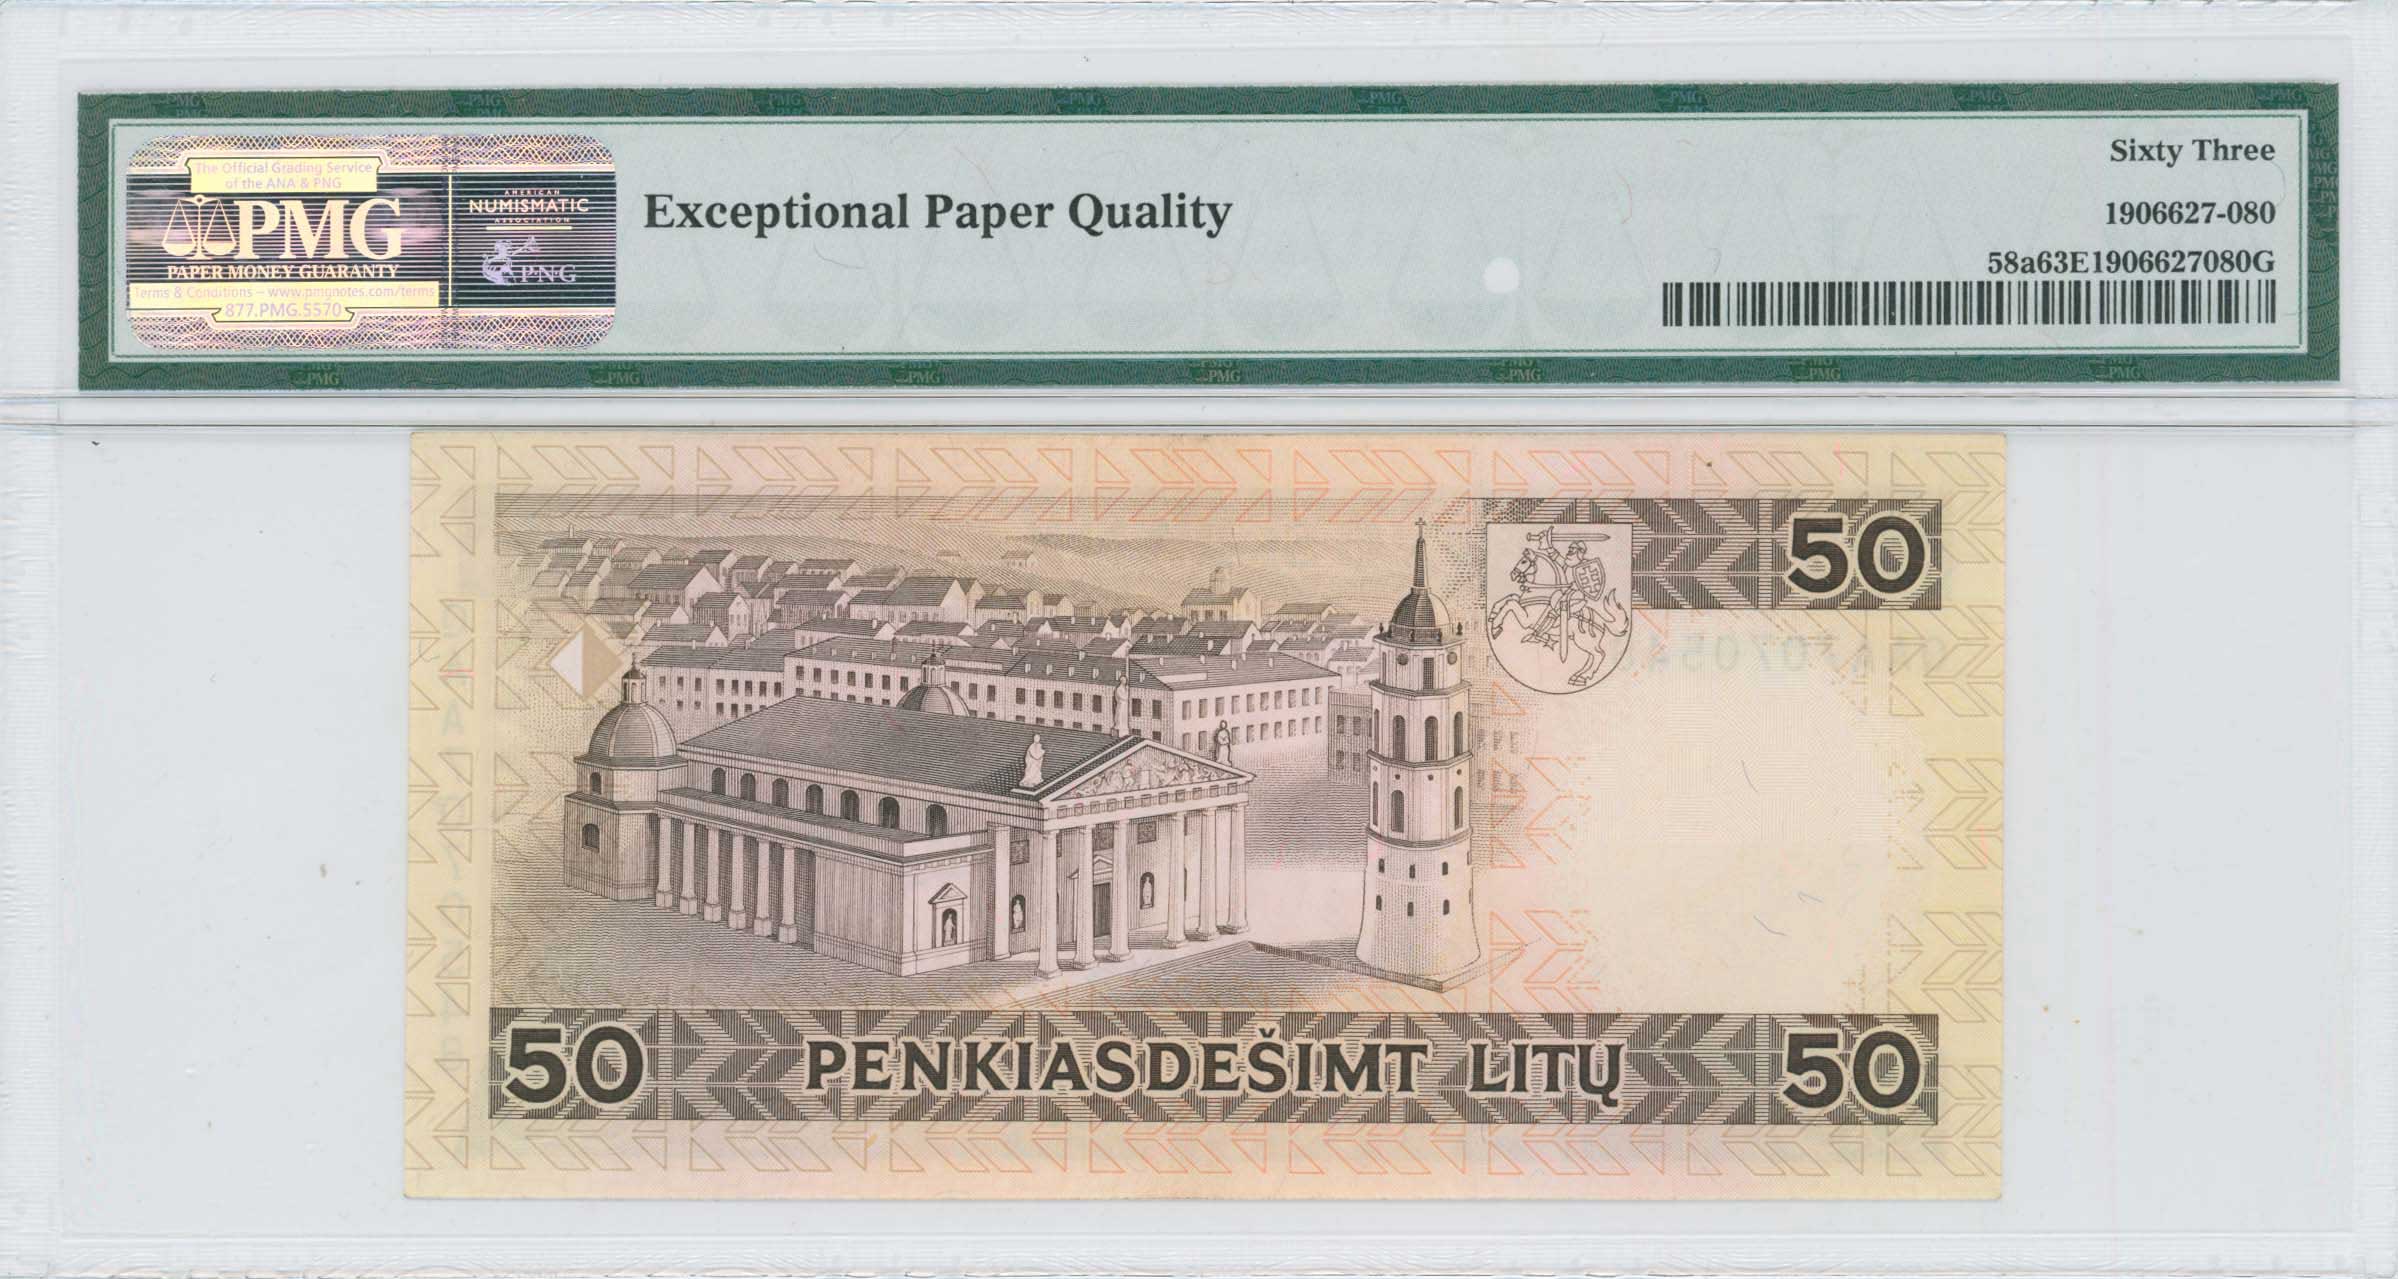 The Official Grading Service
of the ANA & PNG
PMG
PAPER MONEY GUARANTY
Terms & Conditions – www.pmgnotes.com/terms
877.PMG.5570
AMERICAN
NUMISMATIC
ASSOCIATION
P·N·G
Exceptional Paper Quality
Sixty Three
1906627-080
58a63E1906627080G
50
50 PENKIASDEŠIMT LITŲ 50